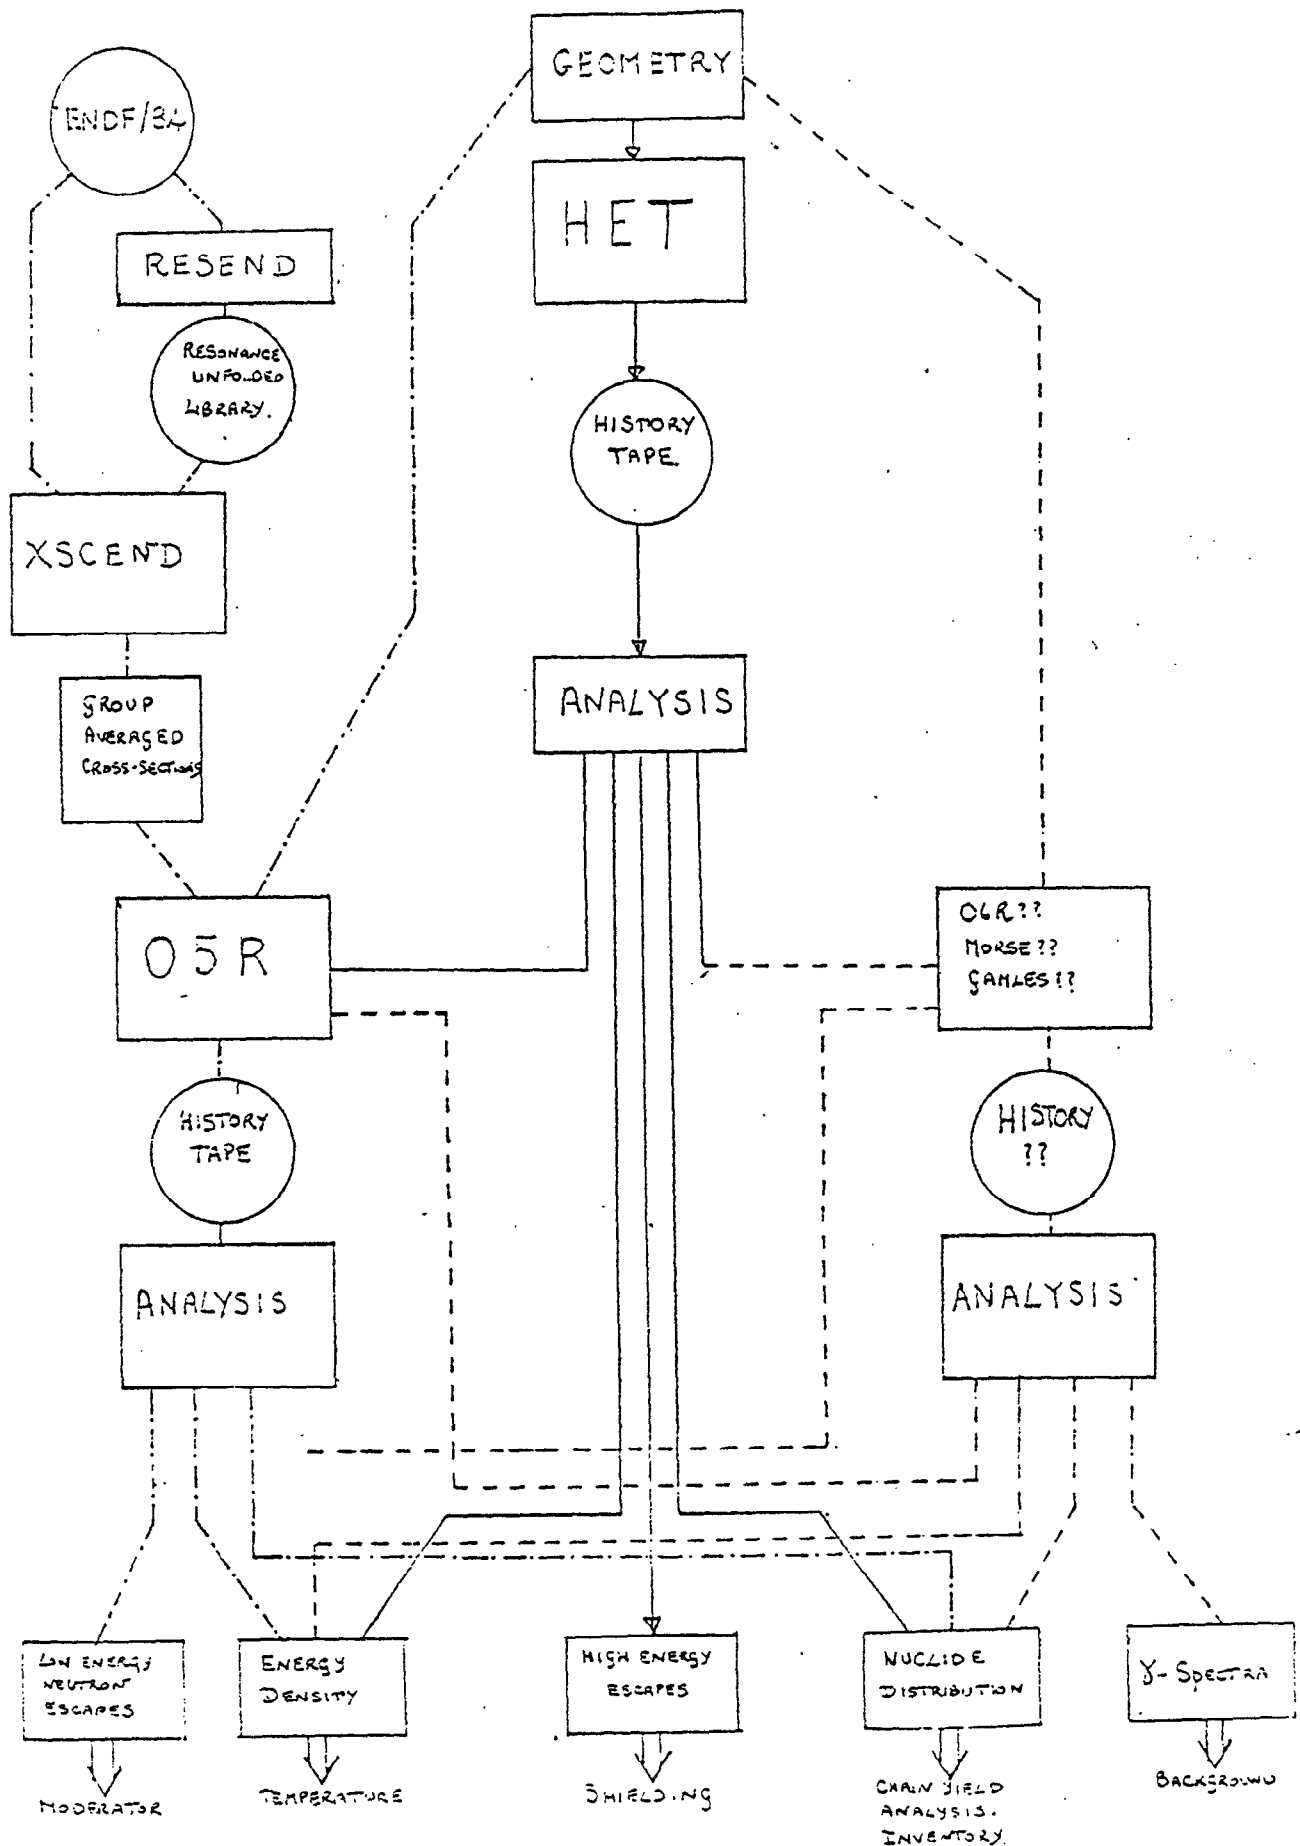 GEOMETRY
ENDF/B4
HET
RESEND
RESONANCE
UNFOLDED
LIBRARY.
HISTORY
TAPE
XSCEND
ANALYSIS
GROUP
AVERAGED
CROSS-SECTIONS
O5R
O6R??
MORSE??
GAMLES??
HISTORY
TAPE
HISTORY
??
ANALYSIS
ANALYSIS
LOW ENERGY
NEUTRON
ESCAPES
ENERGY
DENSITY
HIGH ENERGY
ESCAPES
NUCLIDE
DISTRIBUTION
γ-SPECTRA
MODERATOR
TEMPERATURE
SHIELDING
CHAIN YIELD
ANALYSIS.
INVENTORY.
BACKGROUND